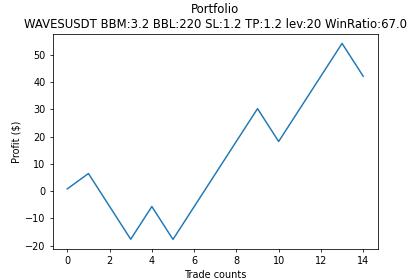 Portfolio
WAVESUSDT BBM:3.2 BBL:220 SL:1.2 TP:1.2 lev:20 WinRatio:67.0
50
40
30
20
10
0
−10
−20
Profit ($)
0 2 4 6 8 10 12 14
Trade counts